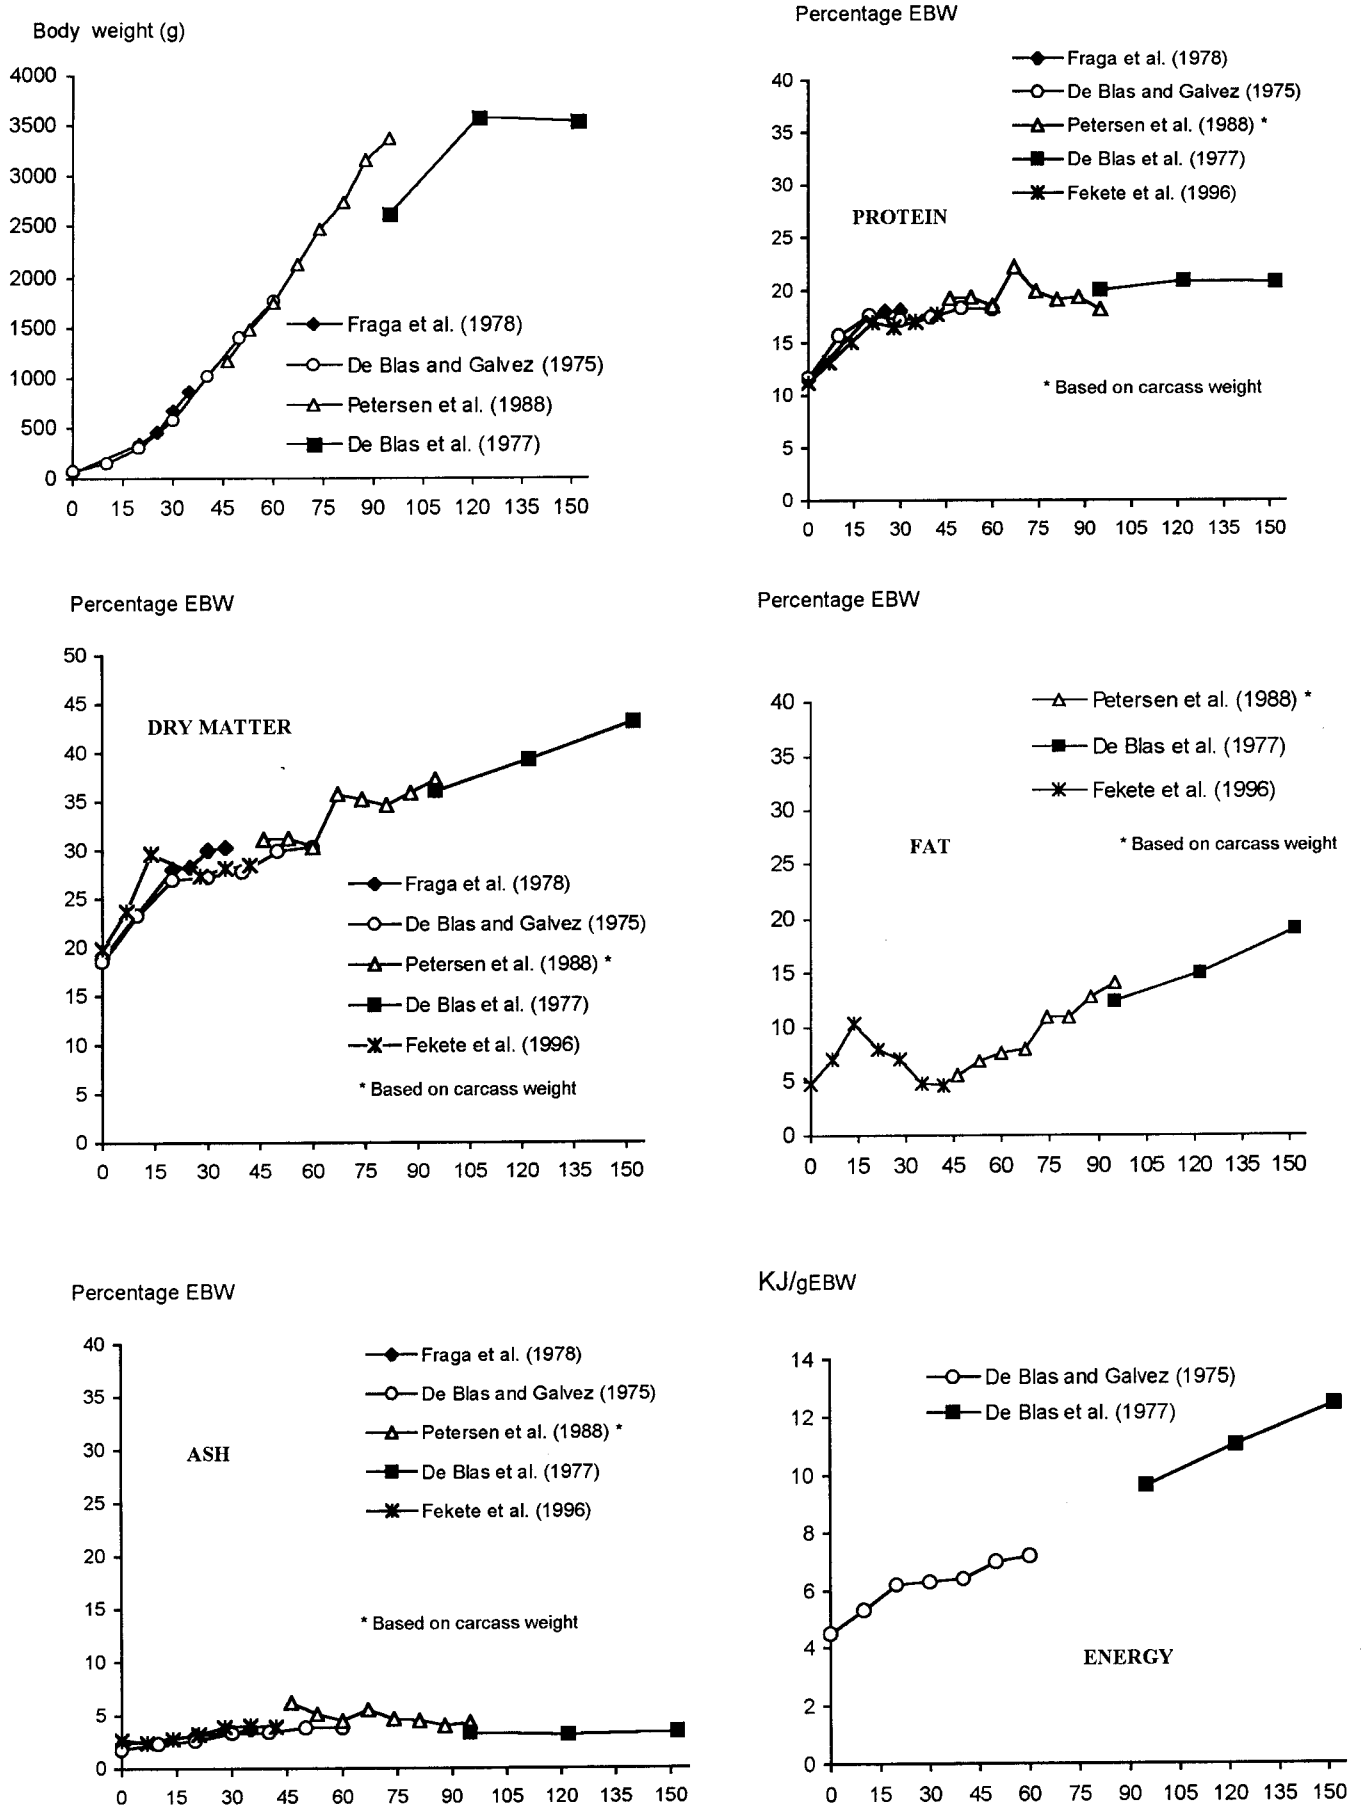 Body weight (g)
4000
3500
3000
2500
2000
1500
1000
500
0
0 15 30 45 60 75 90 105 120 135 150
Fraga et al. (1978)
De Blas and Galvez (1975)
Petersen et al. (1988)
De Blas et al. (1977)
Percentage EBW
40
35
30
25
20
15
10
5
0
0 15 30 45 60 75 90 105 120 135 150
Fraga et al. (1978)
De Blas and Galvez (1975)
Petersen et al. (1988) *
De Blas et al. (1977)
Fekete et al. (1996)
PROTEIN
* Based on carcass weight
Percentage EBW
50
45
40
35
30
25
20
15
10
5
0
0 15 30 45 60 75 90 105 120 135 150
DRY MATTER
Fraga et al. (1978)
De Blas and Galvez (1975)
Petersen et al. (1988) *
De Blas et al. (1977)
Fekete et al. (1996)
* Based on carcass weight
Percentage EBW
40
35
30
25
20
15
10
5
0
0 15 30 45 60 75 90 105 120 135 150
Petersen et al. (1988) *
De Blas et al. (1977)
Fekete et al. (1996)
* Based on carcass weight
FAT
Percentage EBW
40
35
30
25
20
15
10
5
0
0 15 30 45 60 75 90 105 120 135 150
Fraga et al. (1978)
De Blas and Galvez (1975)
Petersen et al. (1988) *
De Blas et al. (1977)
Fekete et al. (1996)
ASH
* Based on carcass weight
KJ/gEBW
14
12
10
8
6
4
2
0
0 15 30 45 60 75 90 105 120 135 150
De Blas and Galvez (1975)
De Blas et al. (1977)
ENERGY